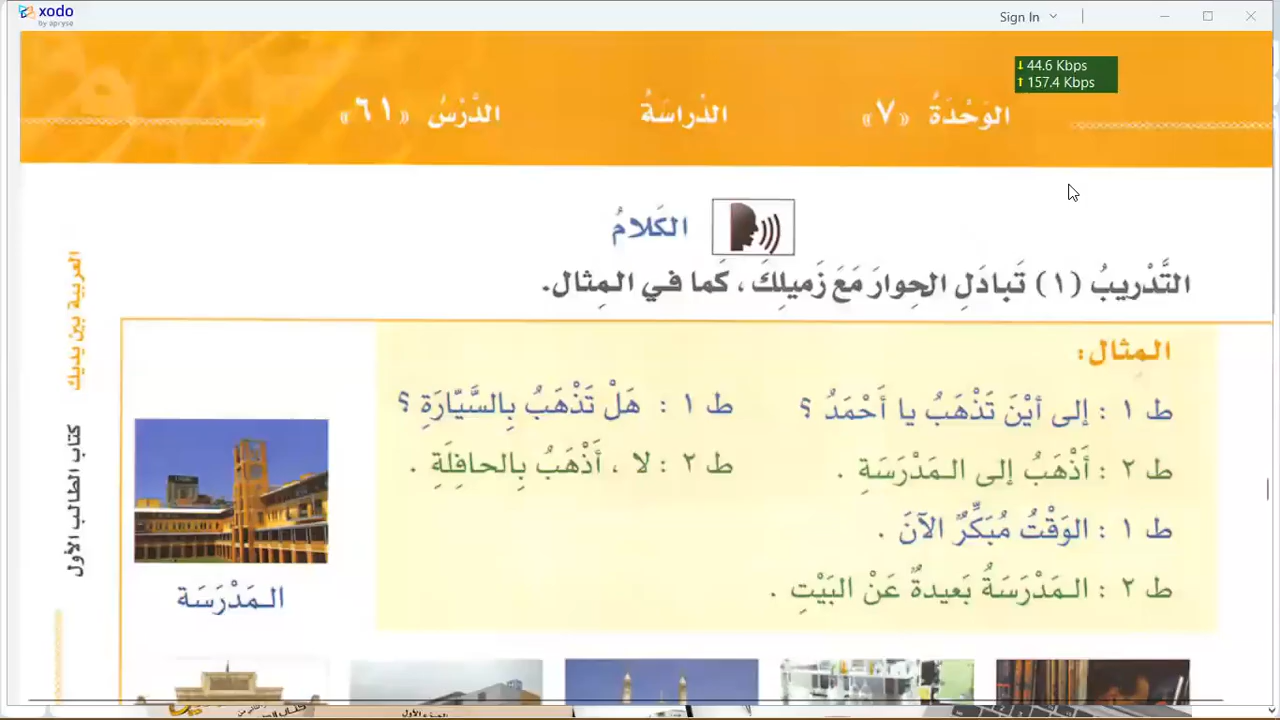 xodo
by apryse
Sign In
44.6 Kbps
157.4 Kbps
الوَحْدَةُ «٧» الدِّراسَةُ الدَّرْسُ «٦١»
الكَلامُ
التَّدْريبُ (١) تَبادَلِ الحِوارَ مَعَ زَميلِكَ ، كَما في المِثال.
المِثال:
ط ١ : إلى أيْنَ تَذْهَبُ يا أَحْمَدُ ؟
ط ٢ : أَذْهَبُ إلى المَدْرَسَةِ .
ط ١ : الوَقْتُ مُبَكِّرٌ الآنَ .
ط ٢ : المَدْرَسَةُ بَعيدةٌ عَنْ البَيْتِ .
ط ١ : هَلْ تَذْهَبُ بِالسَّيّارَةِ ؟
ط ٢ : لا ، أَذْهَبُ بِالحافِلَةِ .
المَدْرَسَة
العربية بين يديك
كتاب الطالب الأول